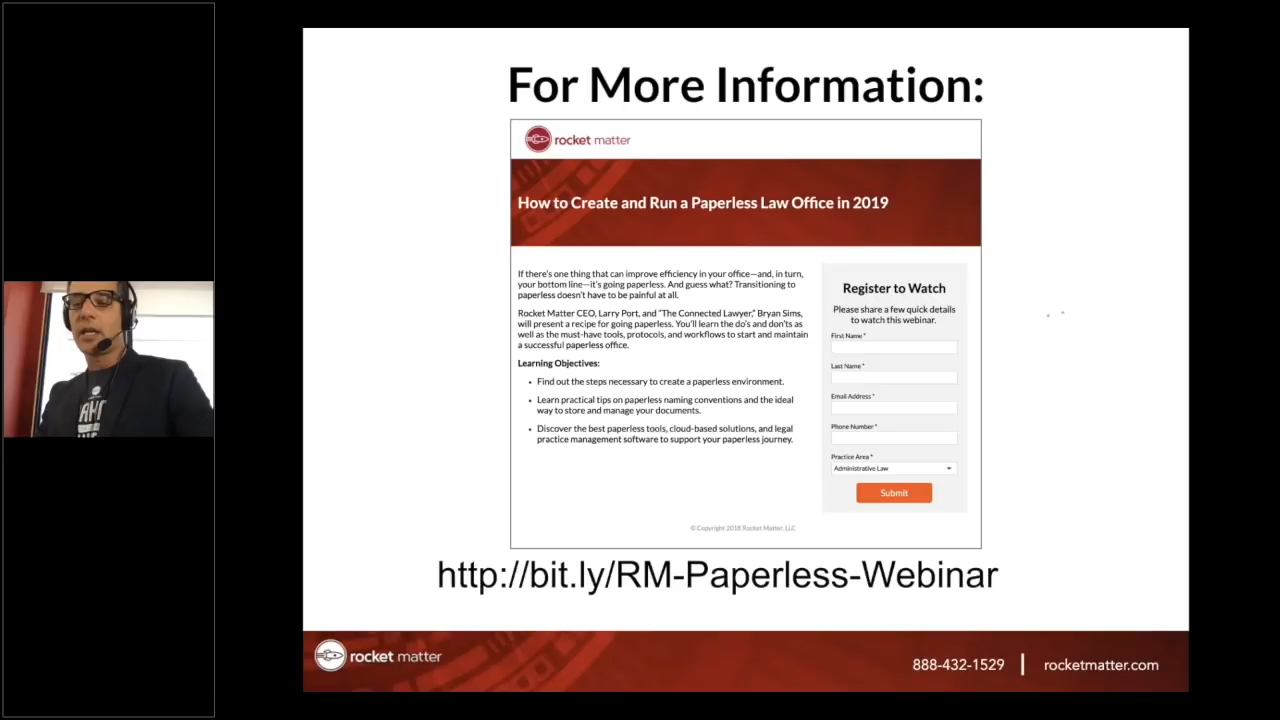 For More Information:
rocket matter
How to Create and Run a Paperless Law Office in 2019
If there's one thing that can improve efficiency in your office—and, in turn,
your bottom line—it's going paperless. And guess what? Transitioning to
paperless doesn't have to be painful at all.
Rocket Matter CEO, Larry Port, and "The Connected Lawyer," Bryan Sims,
will present a recipe for going paperless. You'll learn the do's and don'ts as
well as the must-have tools, protocols, and workflows to start and maintain
a successful paperless office.
Learning Objectives:
• Find out the steps necessary to create a paperless environment.
• Learn practical tips on paperless naming conventions and the ideal
way to store and manage your documents.
• Discover the best paperless tools, cloud-based solutions, and legal
practice management software to support your paperless journey.
Register to Watch
Please share a few quick details
to watch this webinar.
First Name *
Last Name *
Email Address *
Phone Number *
Practice Area *
Administrative Law
Submit
© Copyright 2018 Rocket Matter, LLC
http://bit.ly/RM-Paperless-Webinar
rocket matter
888-432-1529 | rocketmatter.com